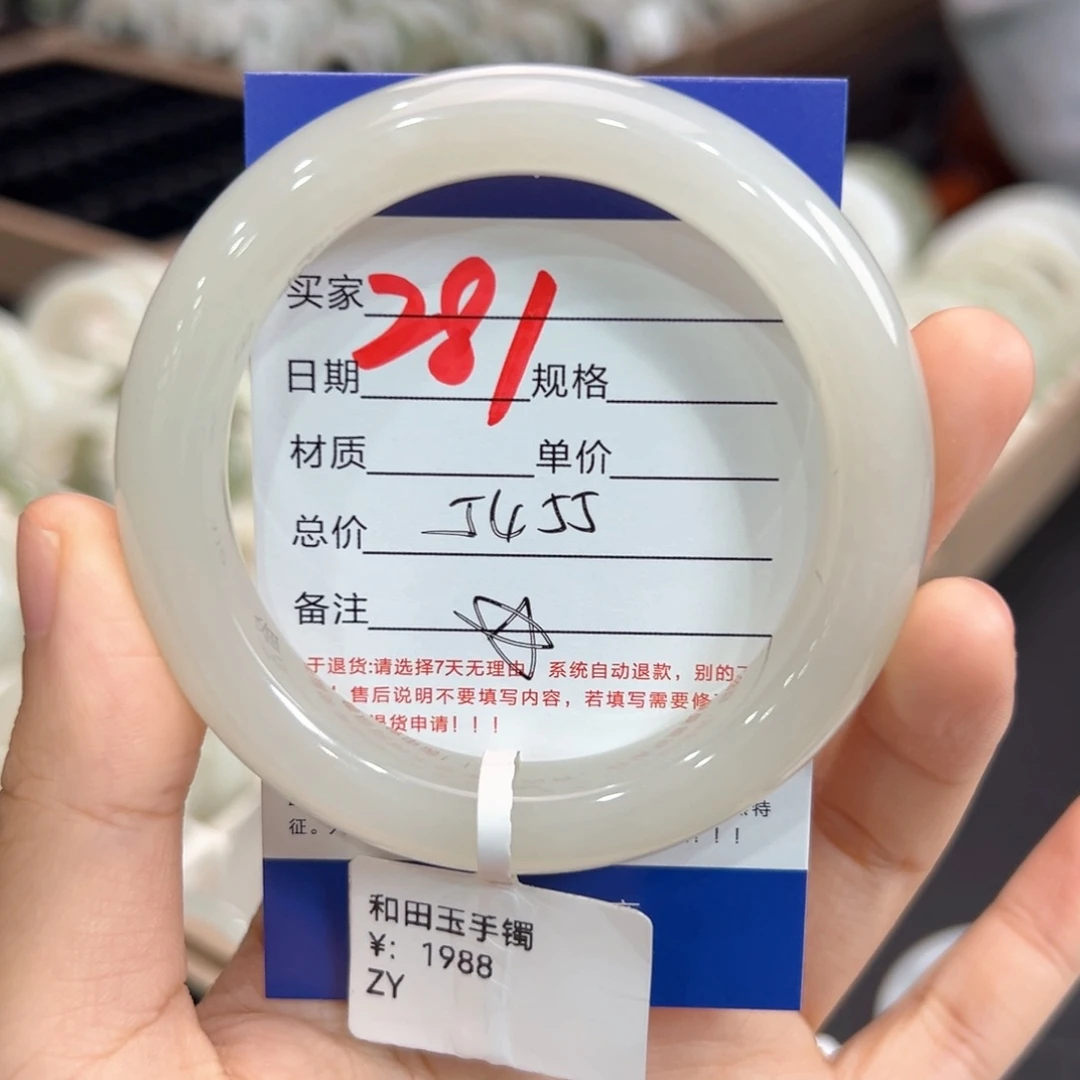 买家 281
日期 规格
材质 单价
总价
备注
于退货:请选择7天无理由, 系统自动退款，别的
！售后说明不要填写内容，若填写需要修
退货申请！！！
特
征。 ！！
和田玉手镯
¥: 1988
ZY